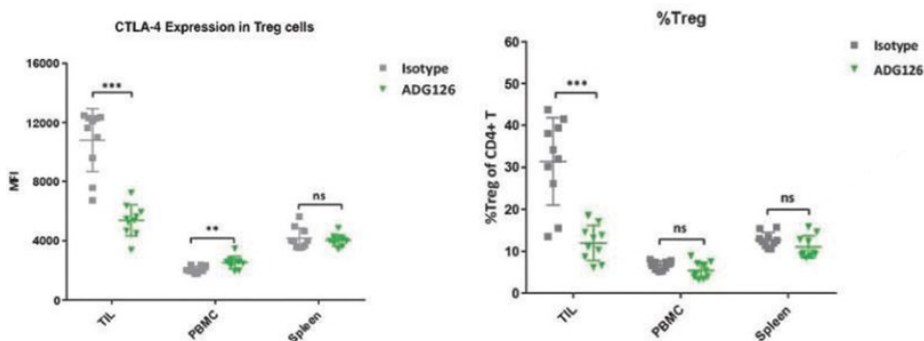 CTLA-4 Expression in Treg cells
16000
12000
8000
4000
0
MFI
***
**
ns
TIL
PBMC
Spleen
Isotype
ADG126
%Treg
60
50
40
30
20
10
0
%Treg of CD4+ T
***
ns
ns
TIL
PBMC
Spleen
Isotype
ADG126